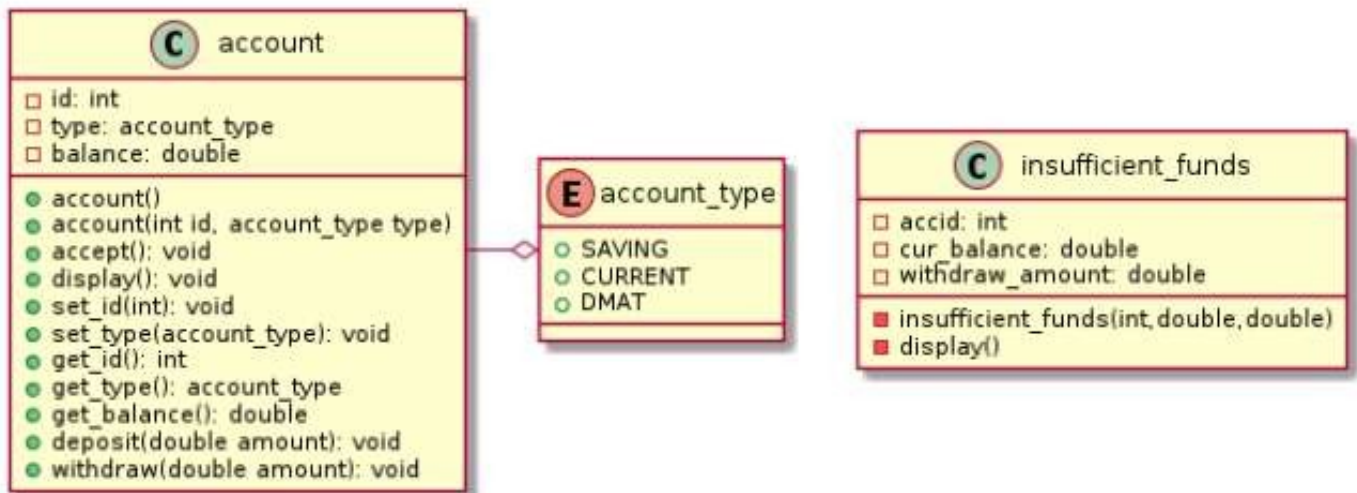 C account
id: int
type: account_type
balance: double
account()
account(int id, account_type type)
accept(): void
display(): void
set_id(int): void
set_type(account_type): void
get_id(): int
get_type(): account_type
get_balance(): double
deposit(double amount): void
withdraw(double amount): void
E account_type
SAVING
CURRENT
DMAT
C insufficient_funds
accid: int
cur_balance: double
withdraw_amount: double
insufficient_funds(int,double,double)
display()